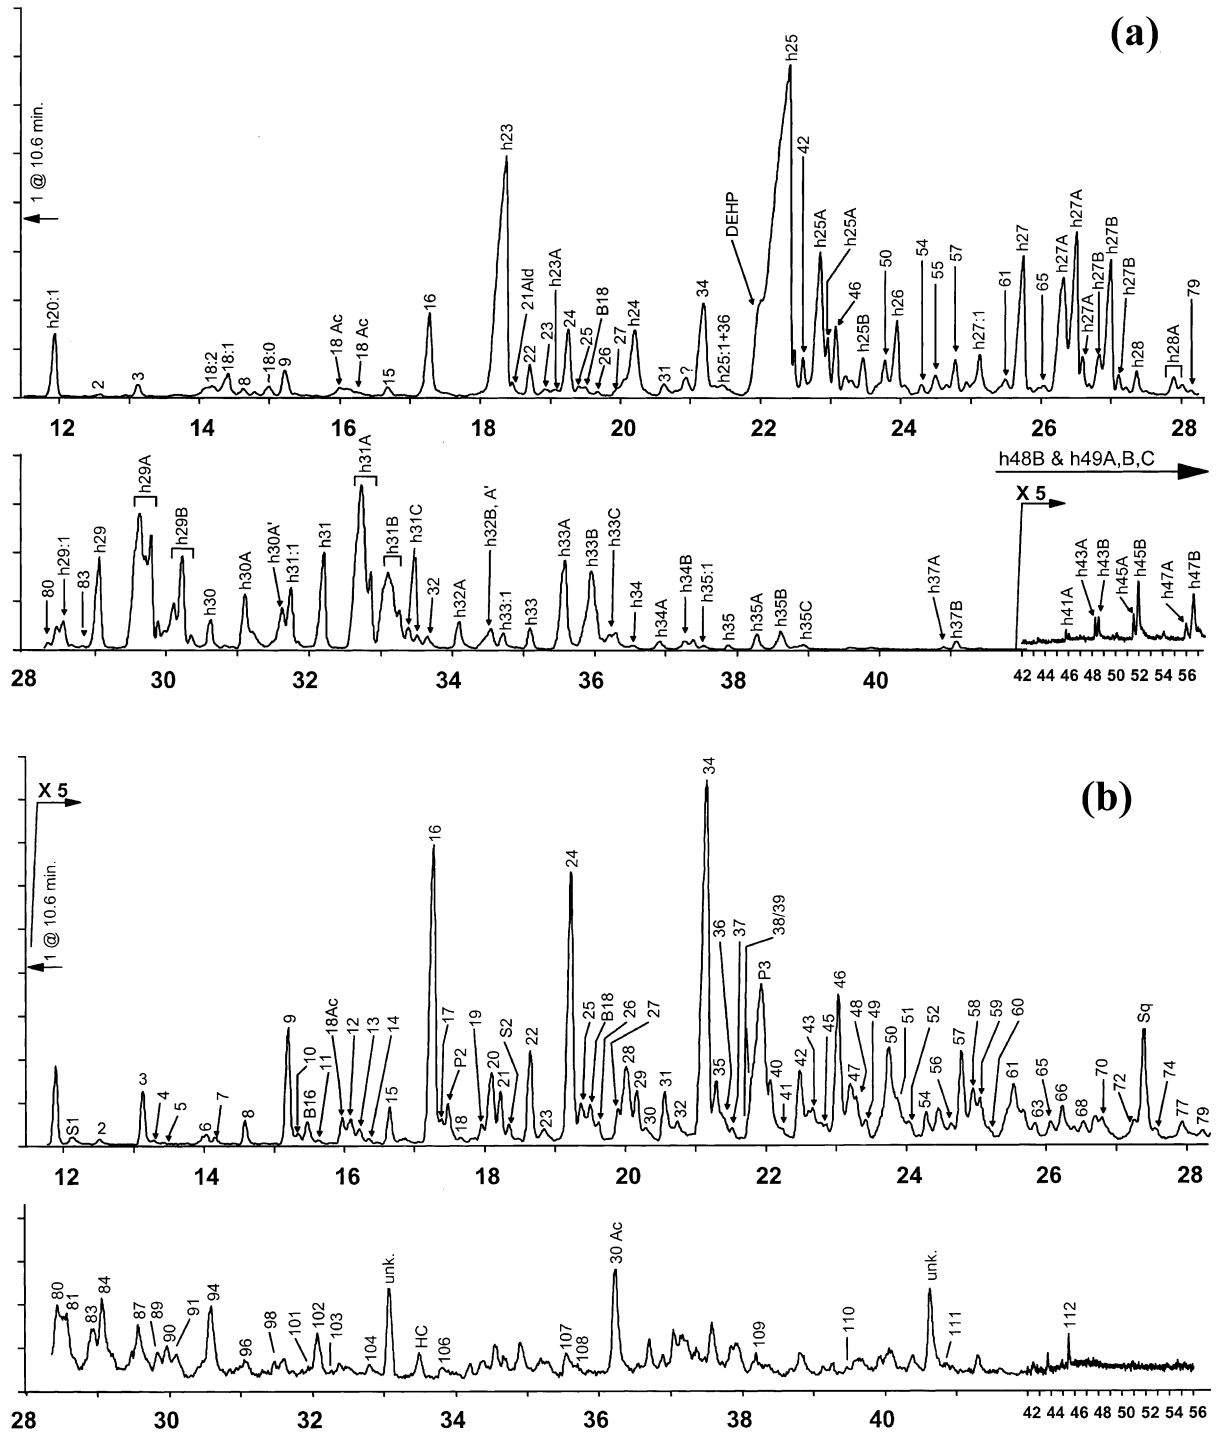 (a)
1 @ 10.6 min.
h20:1
2
3
18:2
18:1
8
~18:0
9
18 Ac
18 Ac
15
16
h23
21Ald
22
23
h23A
24
25
B18
26
27
h24
31
?
34
h25:1+36
DEHP
h25
42
h25A
h25A
46
h25B
50
h26
54
55
57
h27:1
61
h27
65
h27A
h27A
h27A
h27B
h27B
h27B
h28
h28A
79
12 14 16 18 20 22 24 26 28
80
h29:1
83
h29
h29A
h29B
h30
h30A
h30A'
h31:1
h31
h31A
h31B
h31C
32
h32A
h32B, A'
h33:1
h33
h33A
h33B
h33C
h34
h34A
h34B
h35:1
h35
h35A
h35B
h35C
h37A
h37B
h48B & h49A,B,C
X 5
h41A
h43A
h43B
h45A
h45B
h47A
h47B
28 30 32 34 36 38 40 42 44 46 48 50 52 54 56
(b)
X 5
1 @ 10.6 min.
S1
2
3
4
5
6
7
8
9
10
B16
11
18Ac
12
13
14
15
16
17
P2
18
19
20
21
S2
22
23
24
25
B18
26
27
28
29
30
31
32
34
35
36
37
38/39
P3
40
41
42
43
45
46
47
48
49
50
51
52
54
56
57
58
59
60
61
63
65
66
68
70
72
Sq
74
77
79
12 14 16 18 20 22 24 26 28
80
81
83
84
87
89
90
91
94
96
98
101
102
103
104
unk.
HC
106
107
108
30 Ac
109
110
unk.
111
112
28 30 32 34 36 38 40 42 44 46 48 50 52 54 56